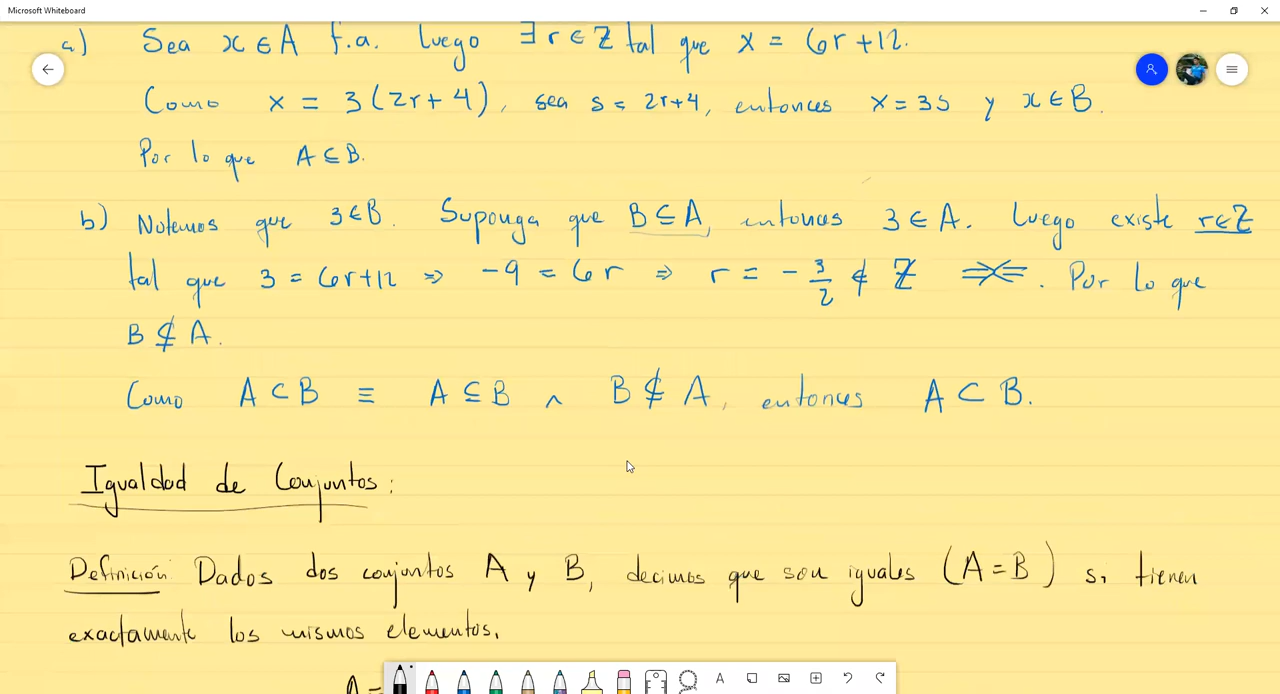 Microsoft Whiteboard
a) Sea x ∈ A f.a. Luego ∃ r ∈ Z tal que x = 6r + 12.
Como x = 3(2r + 4), sea s = 2r+4, entonces x = 3s y x ∈ B.
Por lo que A ⊆ B.
b) Notemos que 3 ∈ B. Suponga que B ⊆ A, entonces 3 ∈ A. Luego existe r ∈ Z
tal que 3 = 6r+12 ⇒ -9 = 6r ⇒ r = -3/2 ∉ Z ⇒⇐. Por lo que
B ⊈ A.
Como A ⊂ B ≡ A ⊆ B ∧ B ⊈ A, entonces A ⊂ B.
Igualdad de Conjuntos:
Definición: Dados dos conjuntos A y B, decimos que son iguales (A = B) si tienen
exactamente los mismos elementos.
A =
A